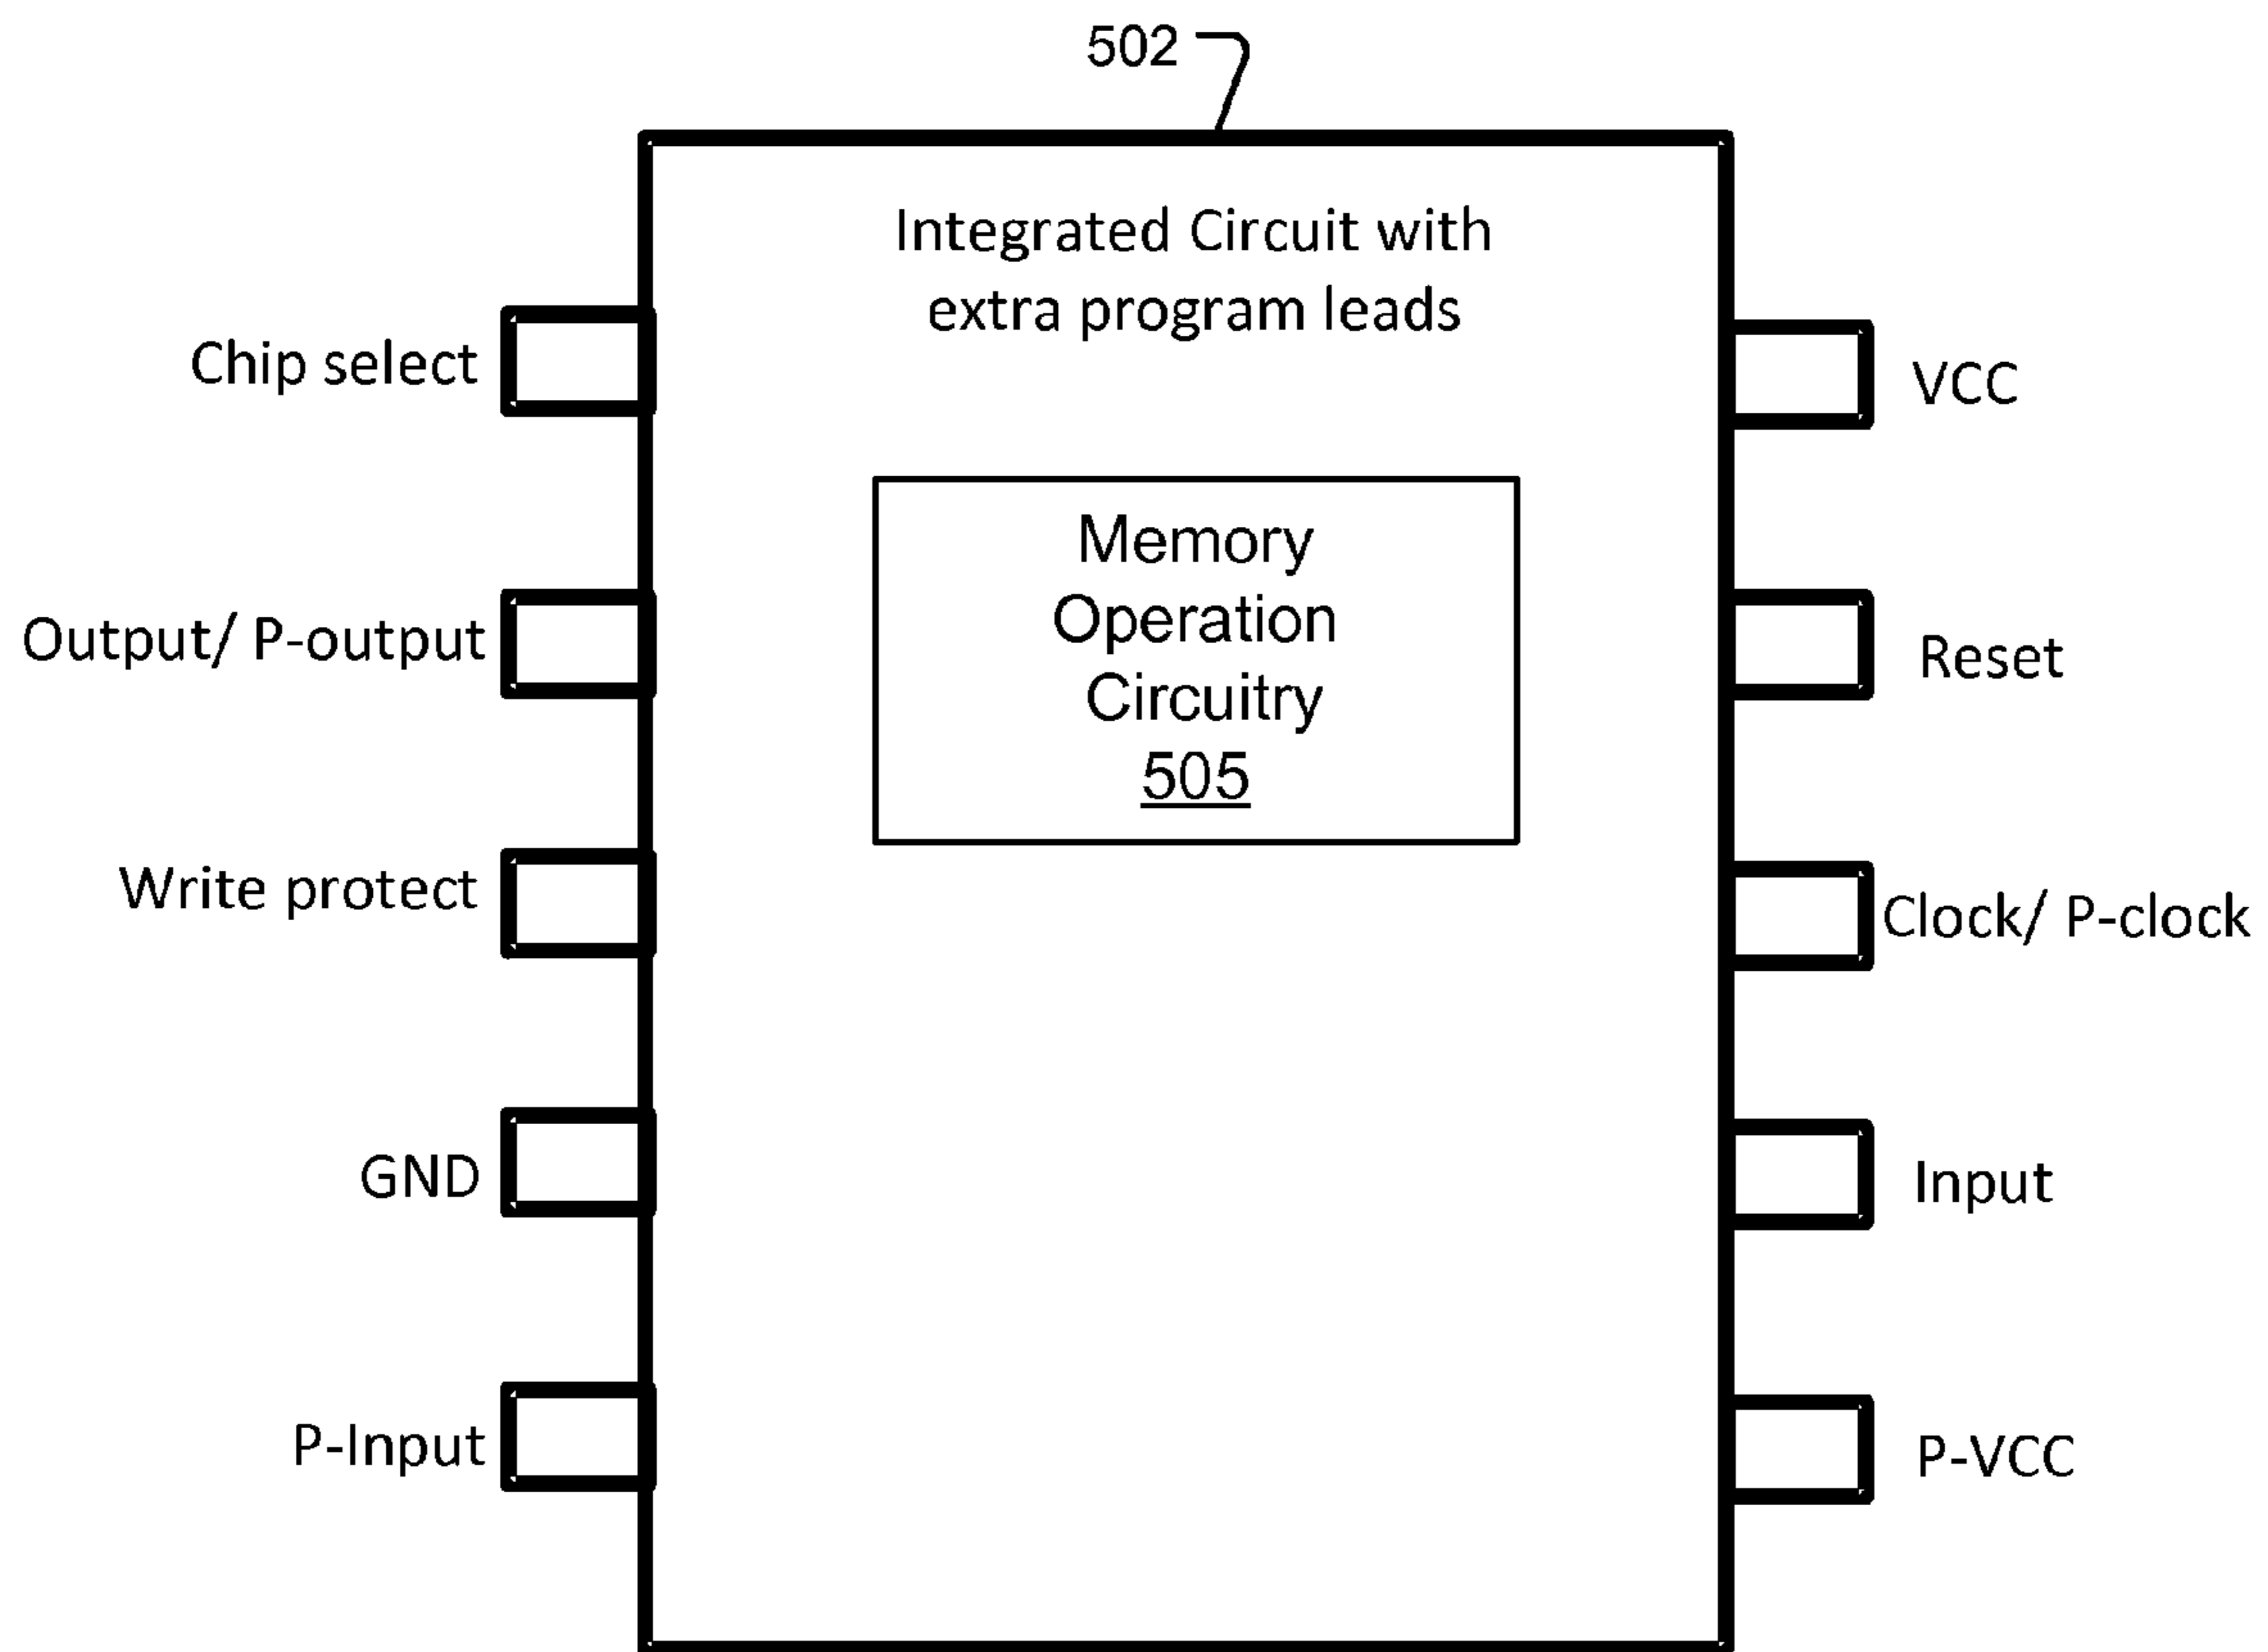 502
Integrated Circuit with
extra program leads
Chip select
VCC
Memory
Operation
Circuitry
505
Output/ P-output
Reset
Write protect
Clock/ P-clock
GND
Input
P-Input
P-VCC